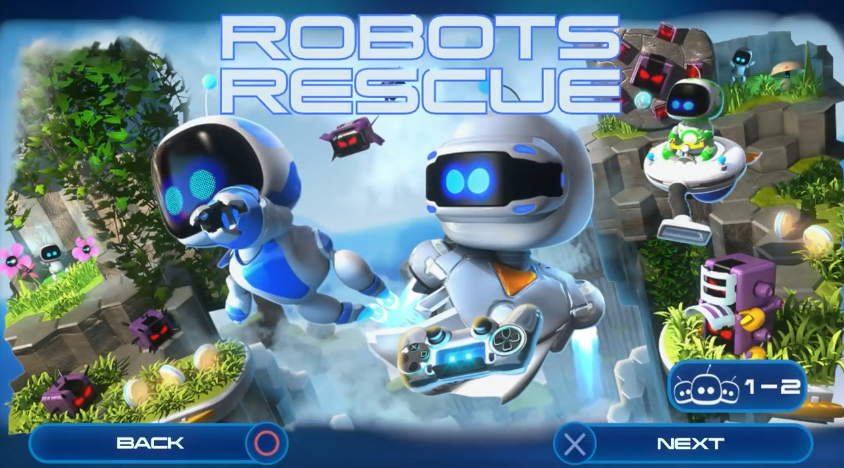 ROBOTS
RESCUE
1-2
BACK
NEXT